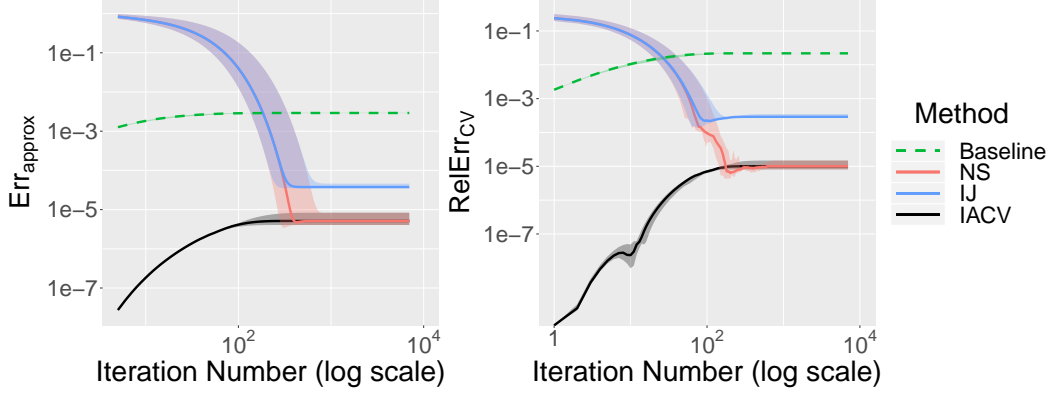 Err_approx
1e−1
1e−3
1e−5
1e−7
10^2
10^4
Iteration Number (log scale)
RelErr_CV
1e−1
1e−3
1e−5
1e−7
1
10^2
10^4
Iteration Number (log scale)
Method
Baseline
NS
IJ
IACV